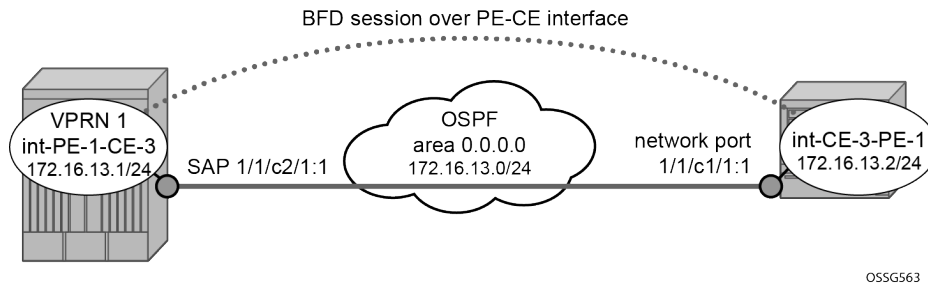 BFD session over PE-CE interface
VPRN 1
int-PE-1-CE-3
172.16.13.1/24
SAP 1/1/c2/1:1
OSPF
area 0.0.0.0
172.16.13.0/24
network port
1/1/c1/1:1
int-CE-3-PE-1
172.16.13.2/24
OSSG563